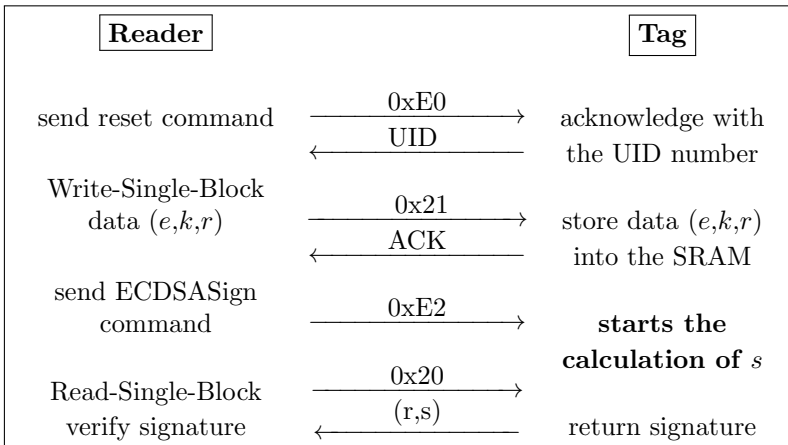 Reader Tag
0xE0
send reset command acknowledge with
UID
the UID number
Write-Single-Block
0x21
data (e,k,r) store data (e,k,r)
ACK
into the SRAM
send ECDSASign
0xE2
command starts the
calculation of s
0x20
Read-Single-Block
(r,s)
verify signature return signature